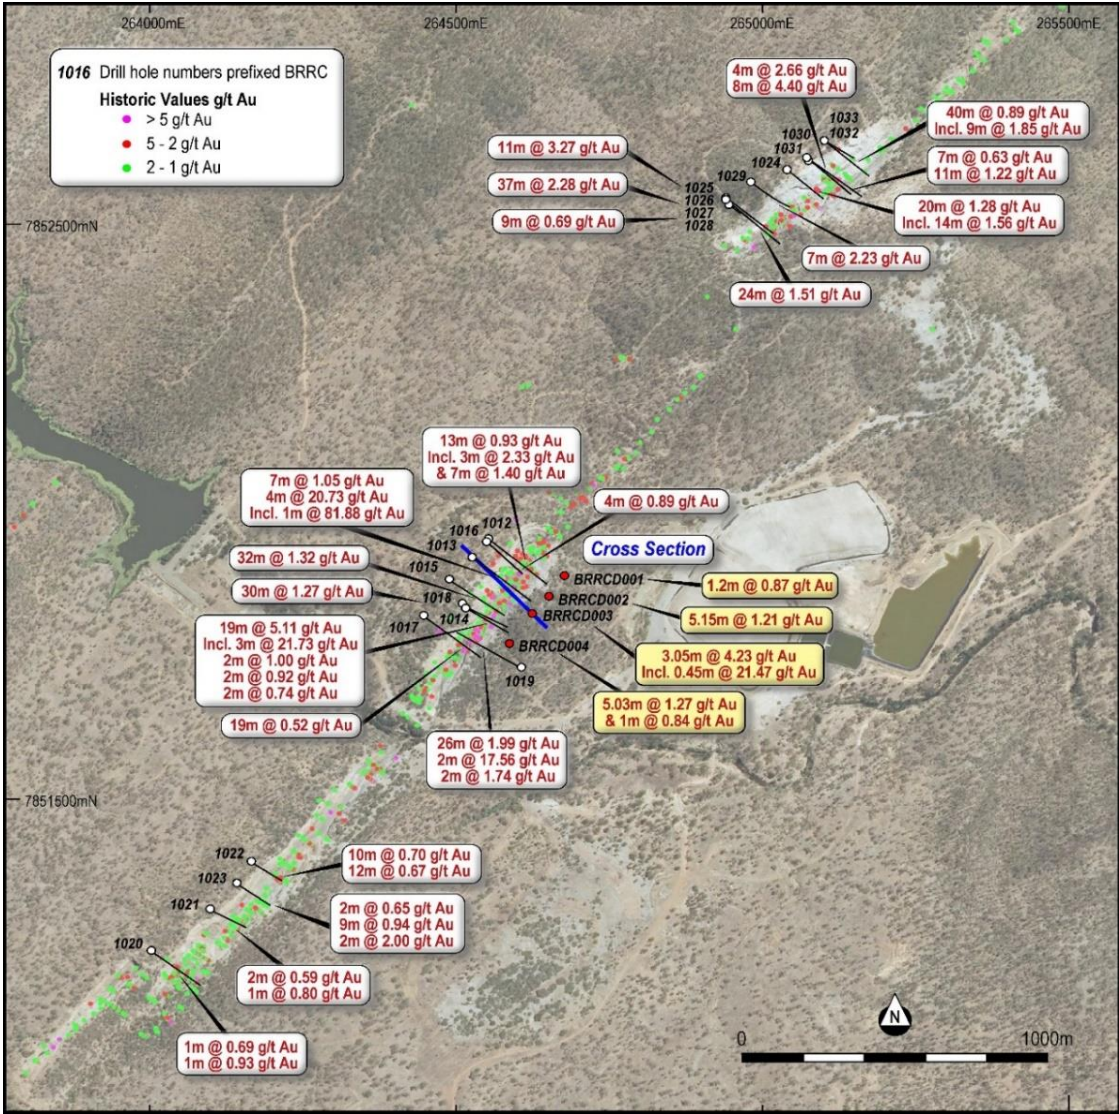 264000mE
264500mE
265000mE
265500mE
1016 Drill hole numbers prefixed BRRC
Historic Values g/t Au
> 5 g/t Au
5 - 2 g/t Au
2 - 1 g/t Au
4m @ 2.66 g/t Au
8m @ 4.40 g/t Au
40m @ 0.89 g/t Au
Incl. 9m @ 1.85 g/t Au
1033
1032
1030
1031
1024
1029
11m @ 3.27 g/t Au
37m @ 2.28 g/t Au
9m @ 0.69 g/t Au
1025
1026
1027
1028
7m @ 0.63 g/t Au
11m @ 1.22 g/t Au
20m @ 1.28 g/t Au
Incl. 14m @ 1.56 g/t Au
7m @ 2.23 g/t Au
24m @ 1.51 g/t Au
7852500mN
13m @ 0.93 g/t Au
Incl. 3m @ 2.33 g/t Au
& 7m @ 1.40 g/t Au
7m @ 1.05 g/t Au
4m @ 20.73 g/t Au
Incl. 1m @ 81.88 g/t Au
4m @ 0.89 g/t Au
1012
1016
1013
1015
1018
1014
1017
1019
Cross Section
32m @ 1.32 g/t Au
30m @ 1.27 g/t Au
19m @ 5.11 g/t Au
Incl. 3m @ 21.73 g/t Au
2m @ 1.00 g/t Au
2m @ 0.92 g/t Au
2m @ 0.74 g/t Au
19m @ 0.52 g/t Au
BRRCD001
BRRCD002
BRRCD003
BRRCD004
1.2m @ 0.87 g/t Au
5.15m @ 1.21 g/t Au
3.05m @ 4.23 g/t Au
Incl. 0.45m @ 21.47 g/t Au
5.03m @ 1.27 g/t Au
& 1m @ 0.84 g/t Au
26m @ 1.99 g/t Au
2m @ 17.56 g/t Au
2m @ 1.74 g/t Au
7851500mN
1022
1023
1021
1020
10m @ 0.70 g/t Au
12m @ 0.67 g/t Au
2m @ 0.65 g/t Au
9m @ 0.94 g/t Au
2m @ 2.00 g/t Au
2m @ 0.59 g/t Au
1m @ 0.80 g/t Au
1m @ 0.69 g/t Au
1m @ 0.93 g/t Au
N
0
1000m